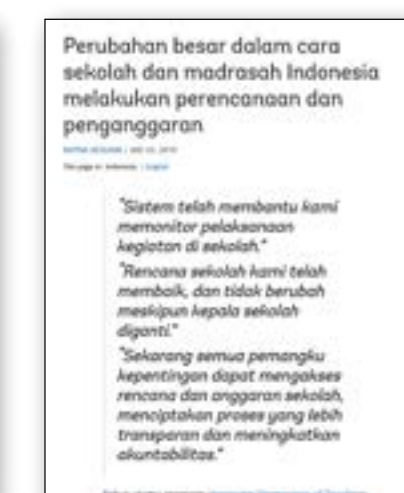 Perubahan besar dalam cara
sekolah dan madrasah Indonesia
melakukan perencanaan dan
penganggaran
"Sistem telah membantu kami
memonitor pelaksanaan
kegiatan di sekolah."
"Rencana sekolah kami telah
membaik, dan tidak berubah
meskipun kepala sekolah
diganti."
"Sekarang semua pemangku
kepentingan dapat mengakses
rencana dan anggaran sekolah,
menciptakan proses yang lebih
transparan dan meningkatkan
akuntabilitas."